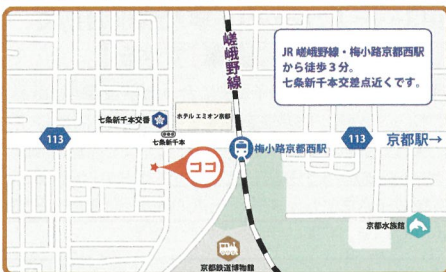 嵯峨野線
JR 嵯峨野線・梅小路京都西駅
から徒歩3分。
七条新千本交差点近くです。
七条新千本交番
ホテル エミオン京都
113
七条新千本
梅小路京都西駅
113
京都駅→
ココ
京都水族館
京都鉄道博物館